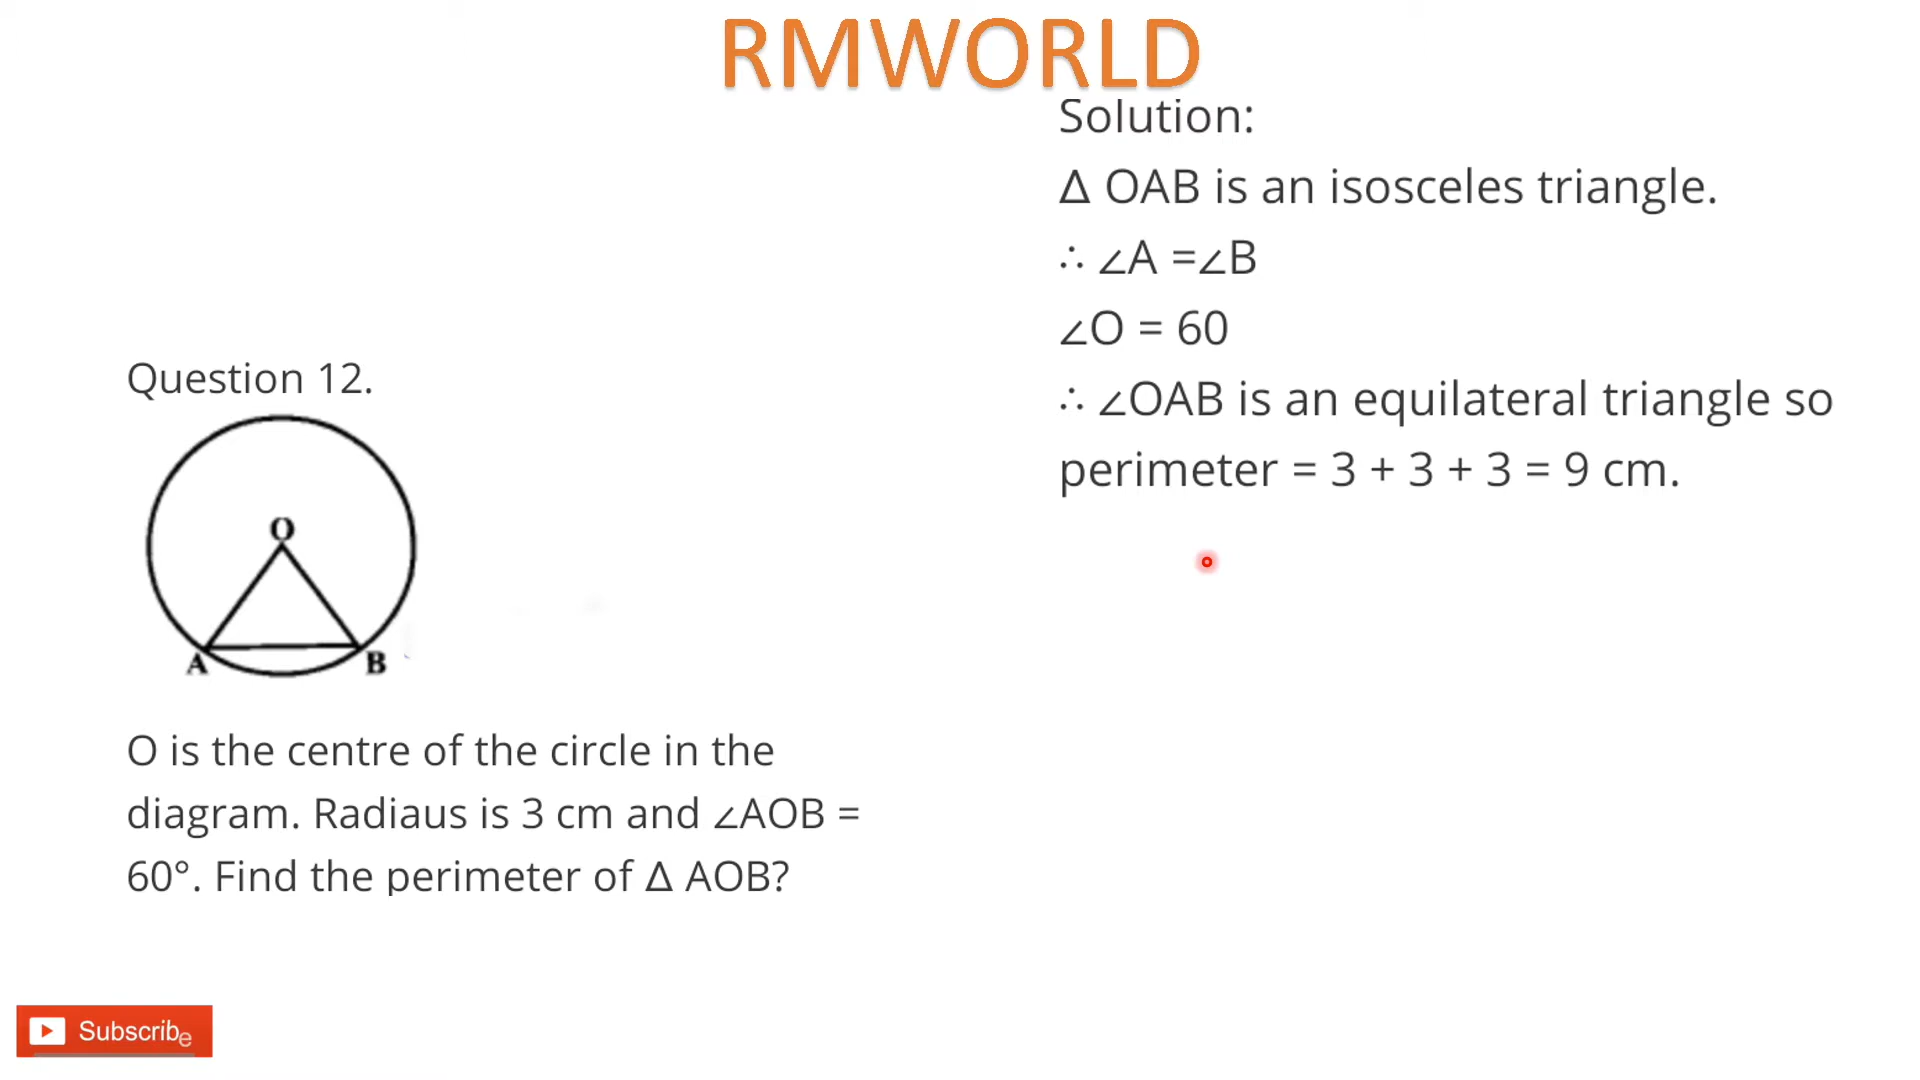 RMWORLD
Question 12.
O
A
B
O is the centre of the circle in the
diagram. Radiaus is 3 cm and ∠AOB =
60°. Find the perimeter of Δ AOB?
Solution:
Δ OAB is an isosceles triangle.
∴ ∠A =∠B
∠O = 60
∴ ∠OAB is an equilateral triangle so
perimeter = 3 + 3 + 3 = 9 cm.
Subscribe